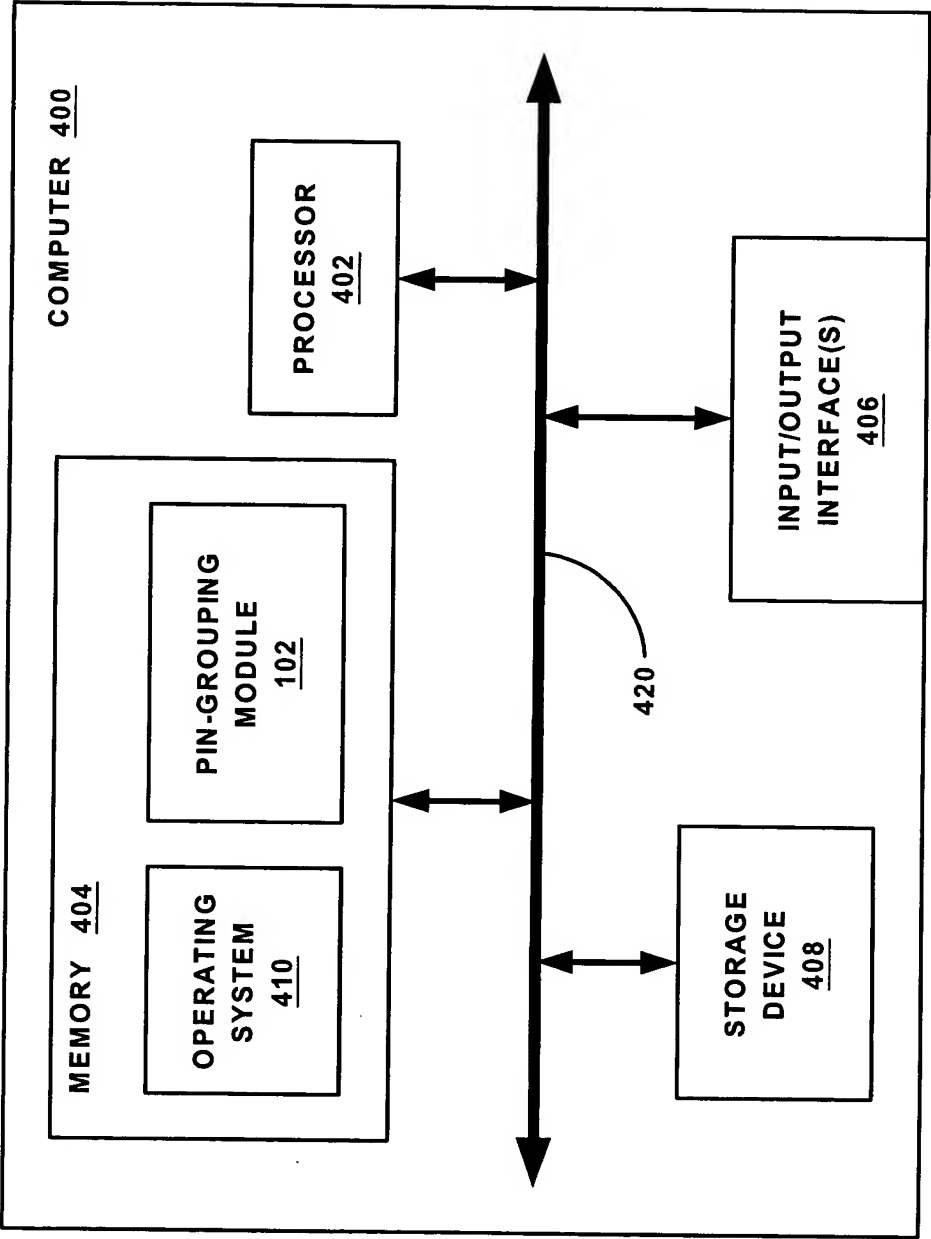 COMPUTER 400
MEMORY 404
OPERATING
SYSTEM
410
PIN-GROUPING
MODULE
102
PROCESSOR
402
420
STORAGE
DEVICE
408
INPUT/OUTPUT
INTERFACE(S)
406